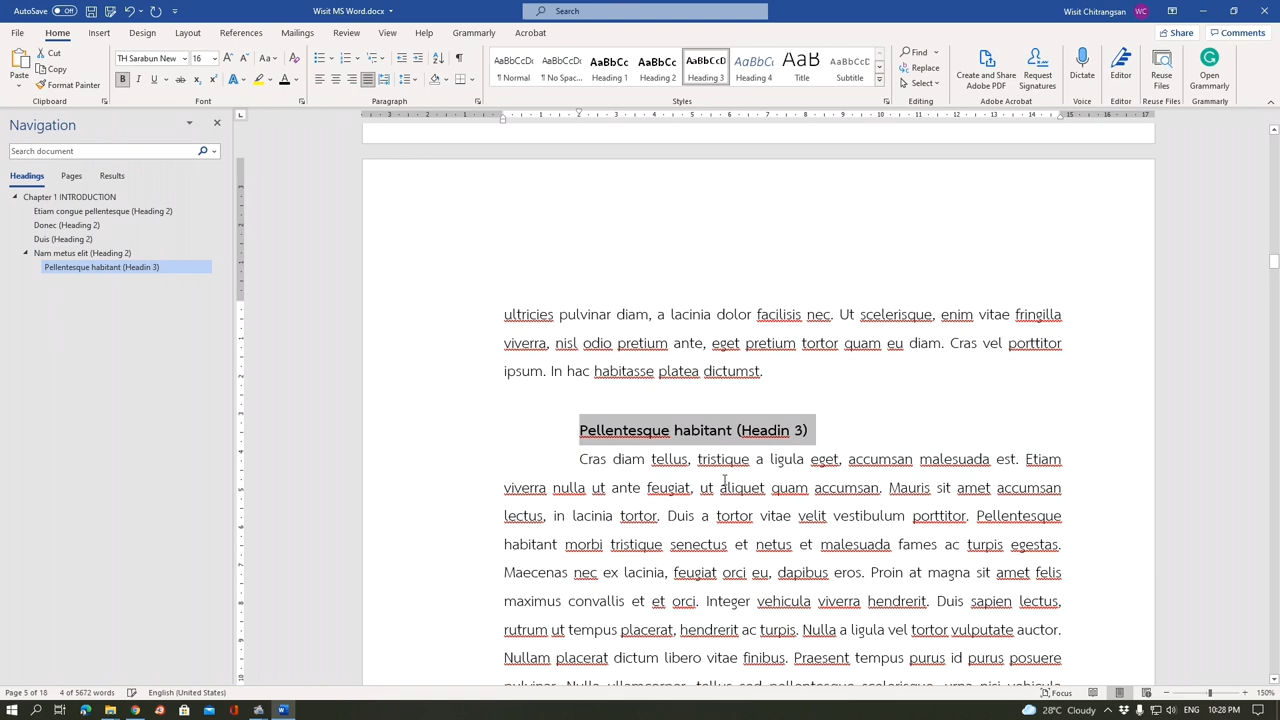 AutoSave Off Wisit MS Word.docx Search Wisit Chirangsan WC
File Home Insert Design Layout References Mailings Review View Help Grammarly Acrobat Share Comments
Paste Cut Copy Format Painter Clipboard
TH Sarabun New 16 Font
Paragraph
AaBbCcDc AaBbCcDc AaBbCc AaBbCc AaBbCcD AaBbCcD AaB AaBbCcD
¶ Normal ¶ No Spac... Heading 1 Heading 2 Heading 3 Heading 4 Title Subtitle
Styles
Find Replace Select Editing
Create and Share Adobe PDF Request Signatures Adobe Acrobat
Dictate Voice
Editor Editor
Reuse Files Reuse Files
Open Grammarly Grammarly
Navigation
Search document
Headings Pages Results
Chapter 1 INTRODUCTION
Etiam congue pellentesque (Heading 2)
Donec (Heading 2)
Duis (Heading 2)
Nam metus elit (Heading 2)
Pellentesque habitant (Headin 3)
ultricies pulvinar diam, a lacinia dolor facilisis nec. Ut scelerisque, enim vitae fringilla
viverra, nisl odio pretium ante, eget pretium tortor quam eu diam. Cras vel porttitor
ipsum. In hac habitasse platea dictumst.
Pellentesque habitant (Headin 3)
Cras diam tellus, tristique a ligula eget, accumsan malesuada est. Etiam
viverra nulla ut ante feugiat, ut aliquet quam accumsan. Mauris sit amet accumsan
lectus, in lacinia tortor. Duis a tortor vitae velit vestibulum porttitor. Pellentesque
habitant morbi tristique senectus et netus et malesuada fames ac turpis egestas.
Maecenas nec ex lacinia, feugiat orci eu, dapibus eros. Proin at magna sit amet felis
maximus convallis et et orci. Integer vehicula viverra hendrerit. Duis sapien lectus,
rutrum ut tempus placerat, hendrerit ac turpis. Nulla a ligula vel tortor vulputate auctor.
Nullam placerat dictum libero vitae finibus. Praesent tempus purus id purus posuere
Page 5 of 18 4 of 5672 words English (United States) Focus 150%
28°C Cloudy 10:28 PM